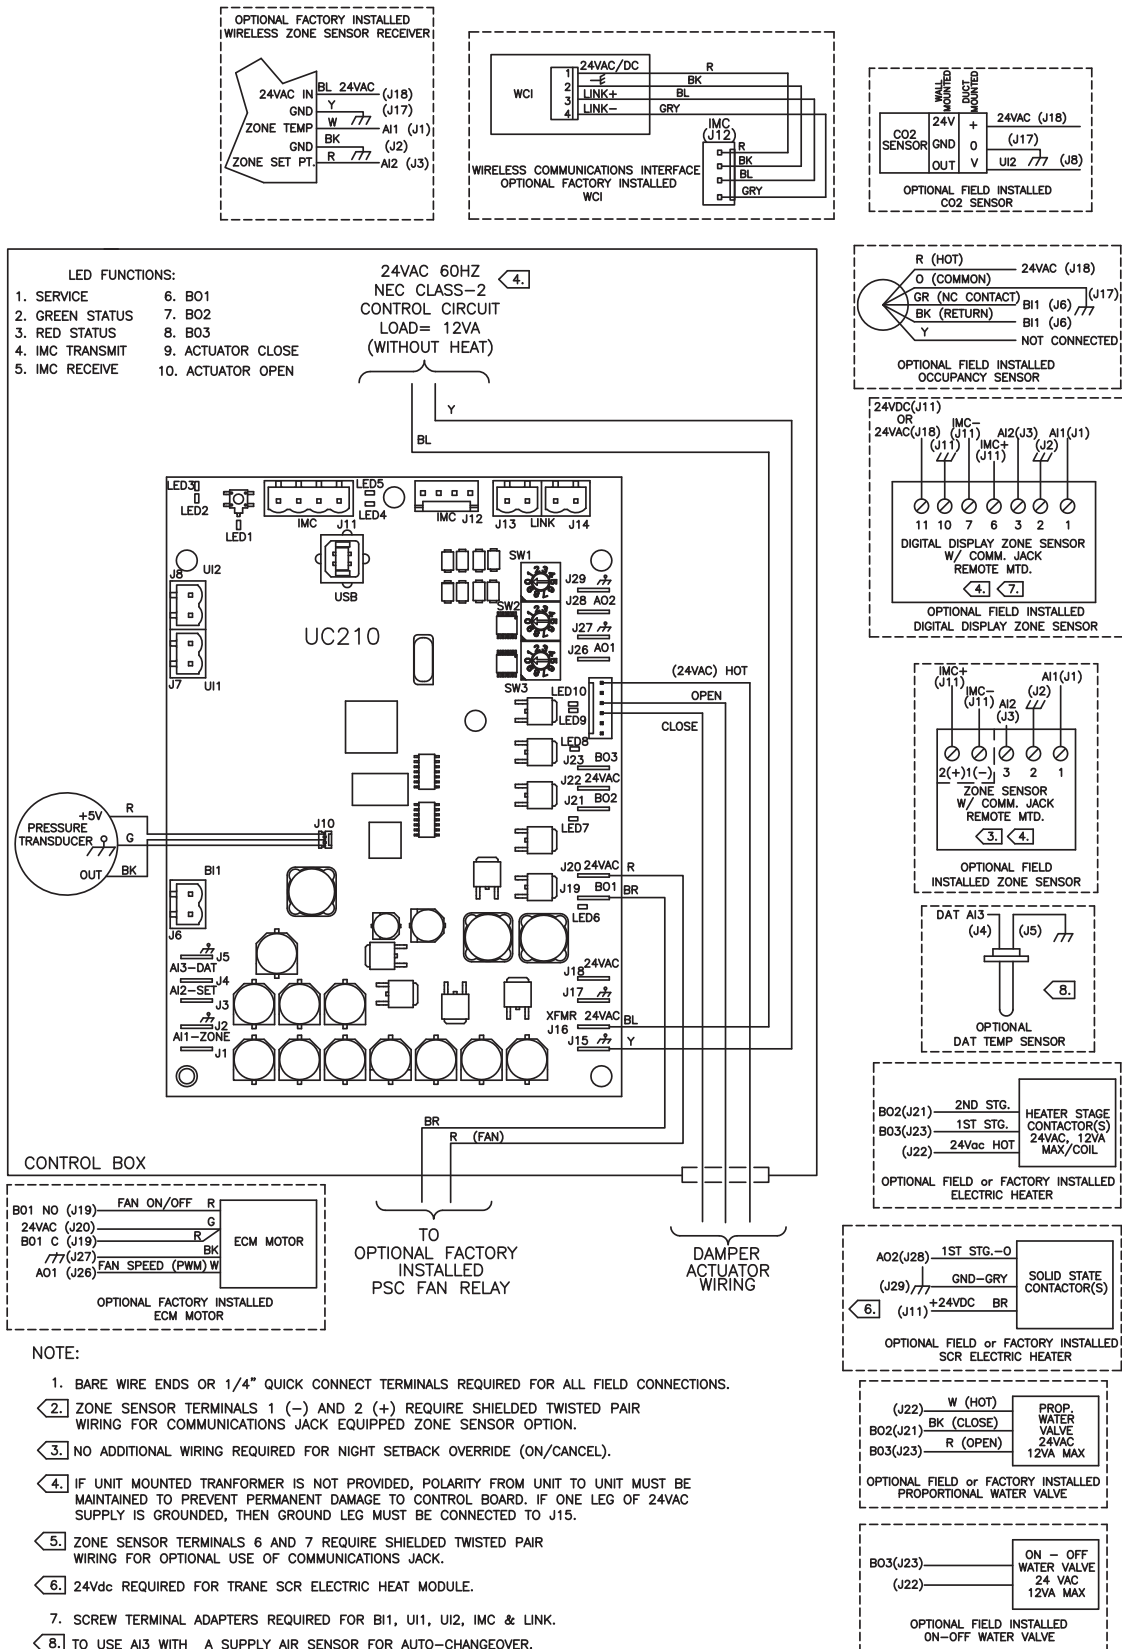 OPTIONAL FACTORY INSTALLED
WIRELESS ZONE SENSOR RECEIVER
24VAC IN BL 24VAC (J18)
GND Y (J17)
ZONE TEMP W AI1 (J1)
GND BK (J2)
ZONE SET PT. R AI2 (J3)
WCI
1 24VAC/DC R
2 BK
3 LINK+ BL
4 LINK- GRY
IMC
(J12)
R
BK
BL
GRY
WIRELESS COMMUNICATIONS INTERFACE
OPTIONAL FACTORY INSTALLED
WCI
WALL MOUNTED
DUCT MOUNTED
CO2 SENSOR
24V + 24VAC (J18)
GND 0 (J17)
OUT V UI2 (J8)
OPTIONAL FIELD INSTALLED
CO2 SENSOR
LED FUNCTIONS:
1. SERVICE
2. GREEN STATUS
3. RED STATUS
4. IMC TRANSMIT
5. IMC RECEIVE
6. BO1
7. BO2
8. BO3
9. ACTUATOR CLOSE
10. ACTUATOR OPEN
24VAC 60HZ
NEC CLASS-2
CONTROL CIRCUIT
LOAD= 12VA
(WITHOUT HEAT)
4.
Y
BL
R (HOT) 24VAC (J18)
O (COMMON) (J17)
GR (NC CONTACT) BI1 (J6)
BK (RETURN) BI1 (J6)
Y NOT CONNECTED
OPTIONAL FIELD INSTALLED
OCCUPANCY SENSOR
24VDC(J11)
OR
24VAC(J18)
(J11)
IMC-
(J11)
IMC+
(J11)
AI2(J3)
(J2)
AI1(J1)
11 10 7 6 3 2 1
DIGITAL DISPLAY ZONE SENSOR
W/ COMM. JACK
REMOTE MTD.
4. 7.
OPTIONAL FIELD INSTALLED
DIGITAL DISPLAY ZONE SENSOR
LED3
LED2
LED1
IMC J11
LED5
LED4
IMC J12
J13 LINK J14
USB
SW1
SW2
SW3
J29
J28 AO2
J27
J26 AO1
J8 UI2
J7 UI1
UC210
LED10
LED9
LED8
J23 BO3
J22 24VAC
J21 BO2
LED7
J20 24VAC R
J19 BO1 BR
LED6
(24VAC) HOT
OPEN
CLOSE
+5V R
PRESSURE
TRANSDUCER G
OUT BK
J10
BI1
J6
J5
AI3-DAT
J4
AI2-SET
J3
J2
AI1-ZONE
J1
J18 24VAC
J17
XFMR 24VAC BL
J16
J15 Y
BR
R (FAN)
CONTROL BOX
IMC+
(J11)
IMC-
(J11)
AI2
(J3)
(J2)
AI1(J1)
2(+) 1(-) 3 2 1
ZONE SENSOR
W/ COMM. JACK
REMOTE MTD.
3. 4.
OPTIONAL FIELD
INSTALLED ZONE SENSOR
DAT AI3
(J4) (J5)
8.
OPTIONAL
DAT TEMP SENSOR
BO2(J21) 2ND STG.
BO3(J23) 1ST STG.
(J22) 24Vac HOT
HEATER STAGE
CONTACTOR(S)
24VAC, 12VA
MAX/COIL
OPTIONAL FIELD or FACTORY INSTALLED
ELECTRIC HEATER
BO1 NO (J19) FAN ON/OFF R
24VAC (J20) G
BO1 C (J19) R
(J27) BK
AO1 (J26) FAN SPEED (PWM) W
ECM MOTOR
OPTIONAL FACTORY INSTALLED
ECM MOTOR
TO
OPTIONAL FACTORY
INSTALLED
PSC FAN RELAY
DAMPER
ACTUATOR
WIRING
AO2(J28) 1ST STG.-O
(J29) GND-GRY
(J11) +24VDC BR
SOLID STATE
CONTACTOR(S)
6.
OPTIONAL FIELD or FACTORY INSTALLED
SCR ELECTRIC HEATER
(J22) W (HOT)
BO2(J21) BK (CLOSE)
BO3(J23) R (OPEN)
PROP.
WATER
VALVE
24VAC
12VA MAX
OPTIONAL FIELD or FACTORY INSTALLED
PROPORTIONAL WATER VALVE
BO3(J23)
(J22)
ON - OFF
WATER VALVE
24 VAC
12VA MAX
OPTIONAL FIELD INSTALLED
ON-OFF WATER VALVE
NOTE:
1. BARE WIRE ENDS OR 1/4" QUICK CONNECT TERMINALS REQUIRED FOR ALL FIELD CONNECTIONS.
2. ZONE SENSOR TERMINALS 1 (-) AND 2 (+) REQUIRE SHIELDED TWISTED PAIR
WIRING FOR COMMUNICATIONS JACK EQUIPPED ZONE SENSOR OPTION.
3. NO ADDITIONAL WIRING REQUIRED FOR NIGHT SETBACK OVERRIDE (ON/CANCEL).
4. IF UNIT MOUNTED TRANFORMER IS NOT PROVIDED, POLARITY FROM UNIT TO UNIT MUST BE
MAINTAINED TO PREVENT PERMANENT DAMAGE TO CONTROL BOARD. IF ONE LEG OF 24VAC
SUPPLY IS GROUNDED, THEN GROUND LEG MUST BE CONNECTED TO J15.
5. ZONE SENSOR TERMINALS 6 AND 7 REQUIRE SHIELDED TWISTED PAIR
WIRING FOR OPTIONAL USE OF COMMUNICATIONS JACK.
6. 24Vdc REQUIRED FOR TRANE SCR ELECTRIC HEAT MODULE.
7. SCREW TERMINAL ADAPTERS REQUIRED FOR BI1, UI1, UI2, IMC & LINK.
8. TO USE AI3 WITH A SUPPLY AIR SENSOR FOR AUTO-CHANGEOVER.